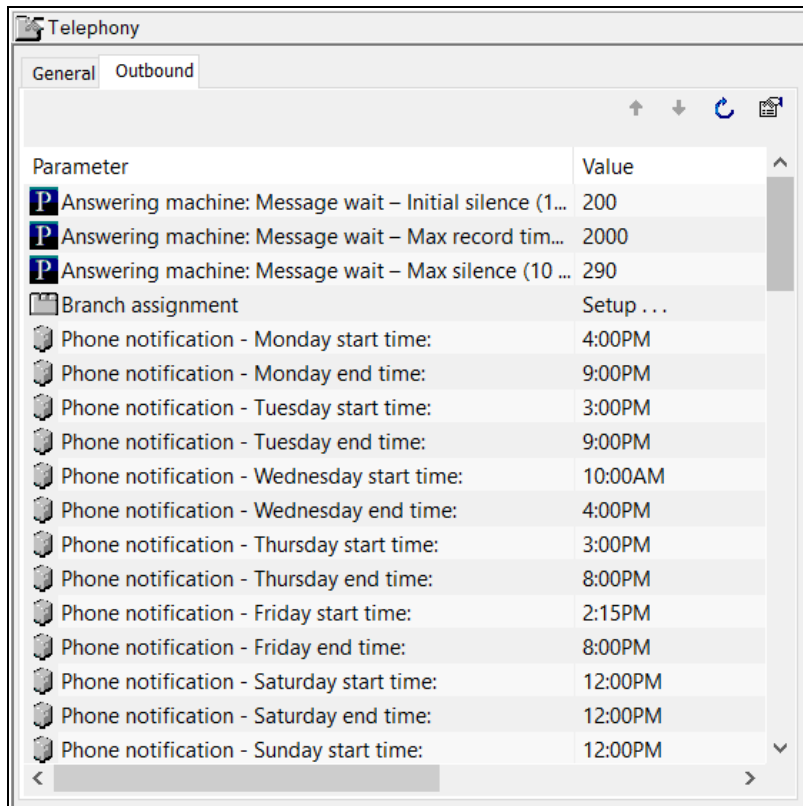 Telephony
General Outbound
Parameter Value
P Answering machine: Message wait – Initial silence (1... 200
P Answering machine: Message wait – Max record tim... 2000
P Answering machine: Message wait – Max silence (10 ... 290
Branch assignment Setup . . .
Phone notification - Monday start time: 4:00PM
Phone notification - Monday end time: 9:00PM
Phone notification - Tuesday start time: 3:00PM
Phone notification - Tuesday end time: 9:00PM
Phone notification - Wednesday start time: 10:00AM
Phone notification - Wednesday end time: 4:00PM
Phone notification - Thursday start time: 3:00PM
Phone notification - Thursday end time: 8:00PM
Phone notification - Friday start time: 2:15PM
Phone notification - Friday end time: 8:00PM
Phone notification - Saturday start time: 12:00PM
Phone notification - Saturday end time: 12:00PM
Phone notification - Sunday start time: 12:00PM